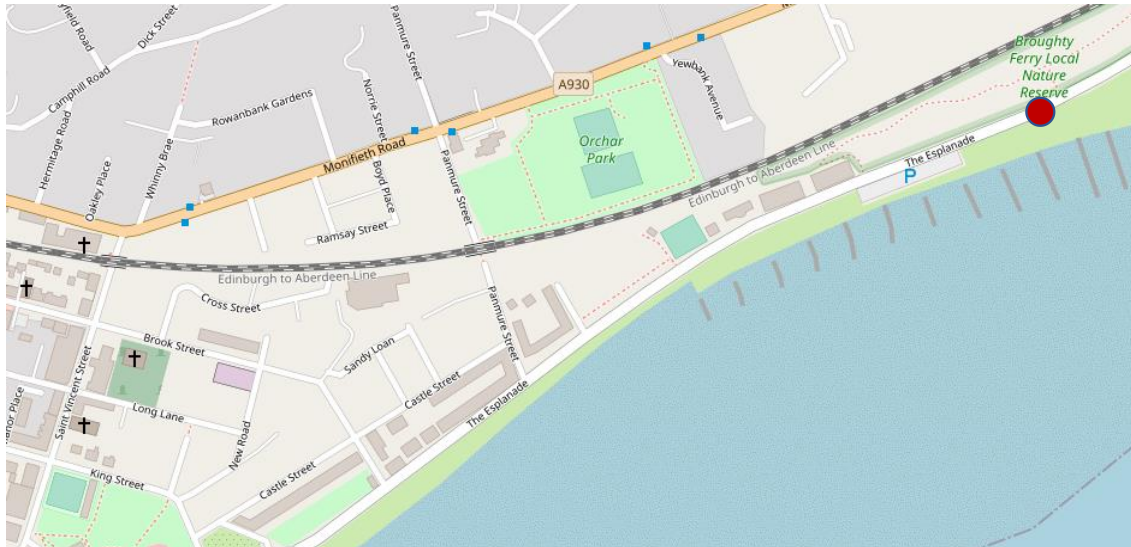 Dick Street
Camphill Road
Hermitage Road
Oakley Place
Whinny Brae
Rowanbank Gardens
Norrie Street
Panmure Street
Monifieth Road
A930
Boyd Place
Panmure Street
Ramsay Street
Orchar
Park
Yewbank Avenue
Broughty
Ferry Local
Nature
Reserve
The Esplanade
P
Edinburgh to Aberdeen Line
Edinburgh to Aberdeen Line
Cross Street
Brook Street
Saint Vincent Street
Sandy Loan
Panmure Street
Castle Street
The Esplanade
Long Lane
New Road
King Street
Castle Street